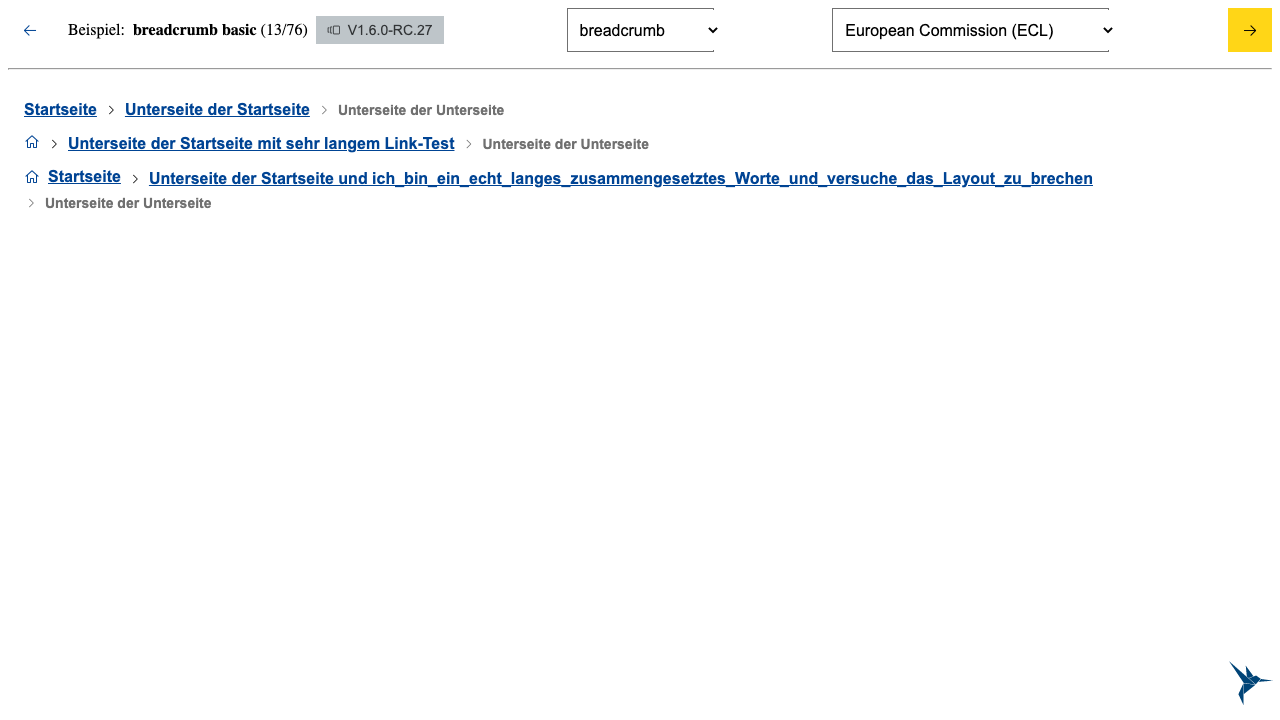 Beispiel: breadcrumb basic (13/76) V1.6.0-RC.27 breadcrumb European Commission (ECL)
Startseite Unterseite der Startseite Unterseite der Unterseite
Unterseite der Startseite mit sehr langem Link-Test Unterseite der Unterseite
Startseite Unterseite der Startseite und ich_bin_ein_echt_langes_zusammengesetztes_Worte_und_versuche_das_Layout_zu_brechen
Unterseite der Unterseite